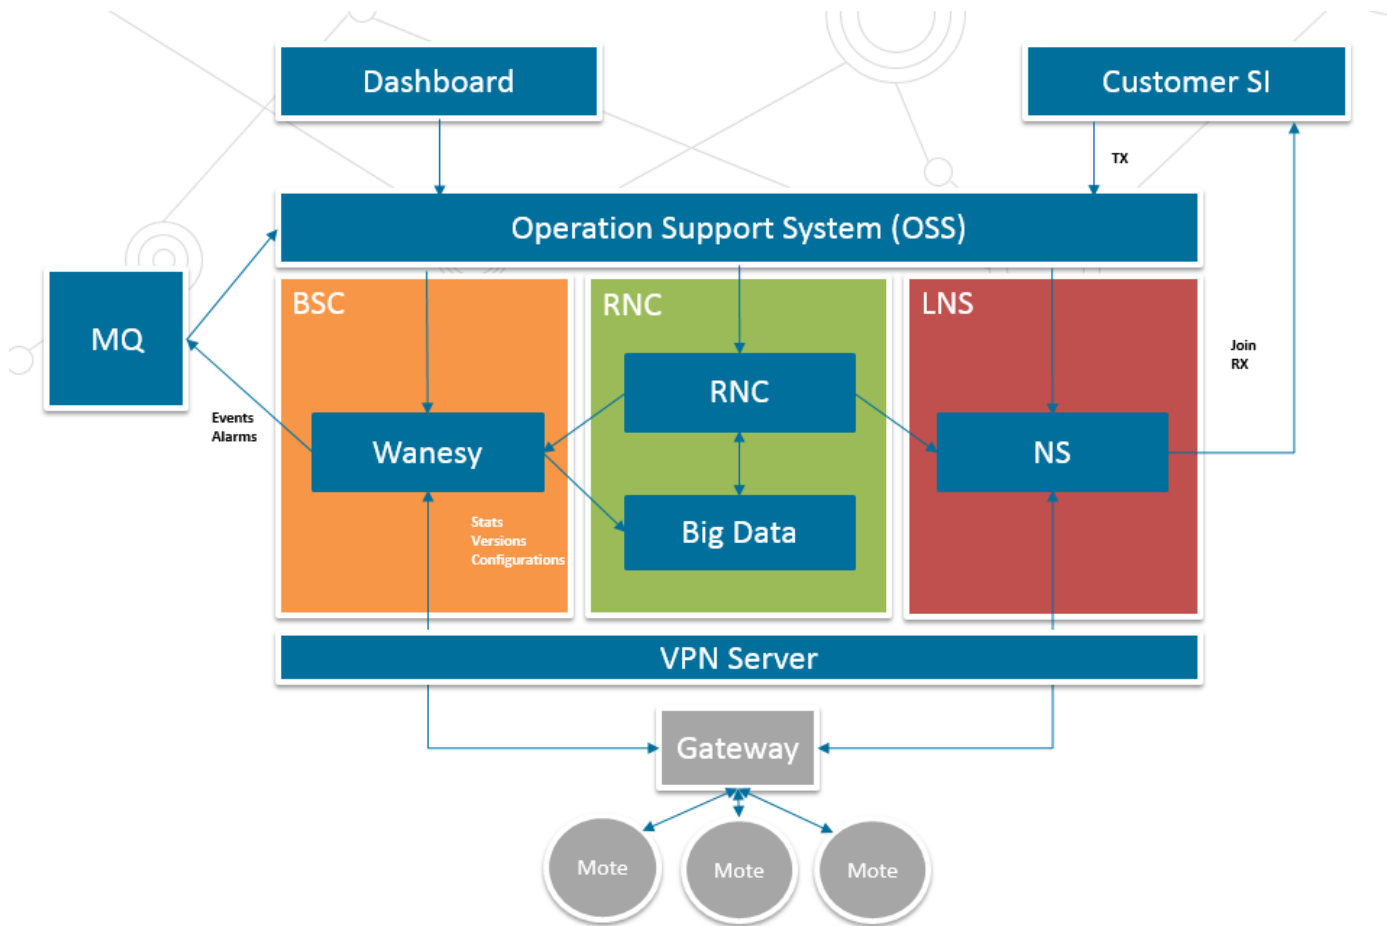 Dashboard
Customer SI
TX
Operation Support System (OSS)
MQ
BSC
RNC
LNS
Join
RX
RNC
Events
Alarms
Wanesy
NS
Stats
Versions
Configurations
Big Data
VPN Server
Gateway
Mote
Mote
Mote